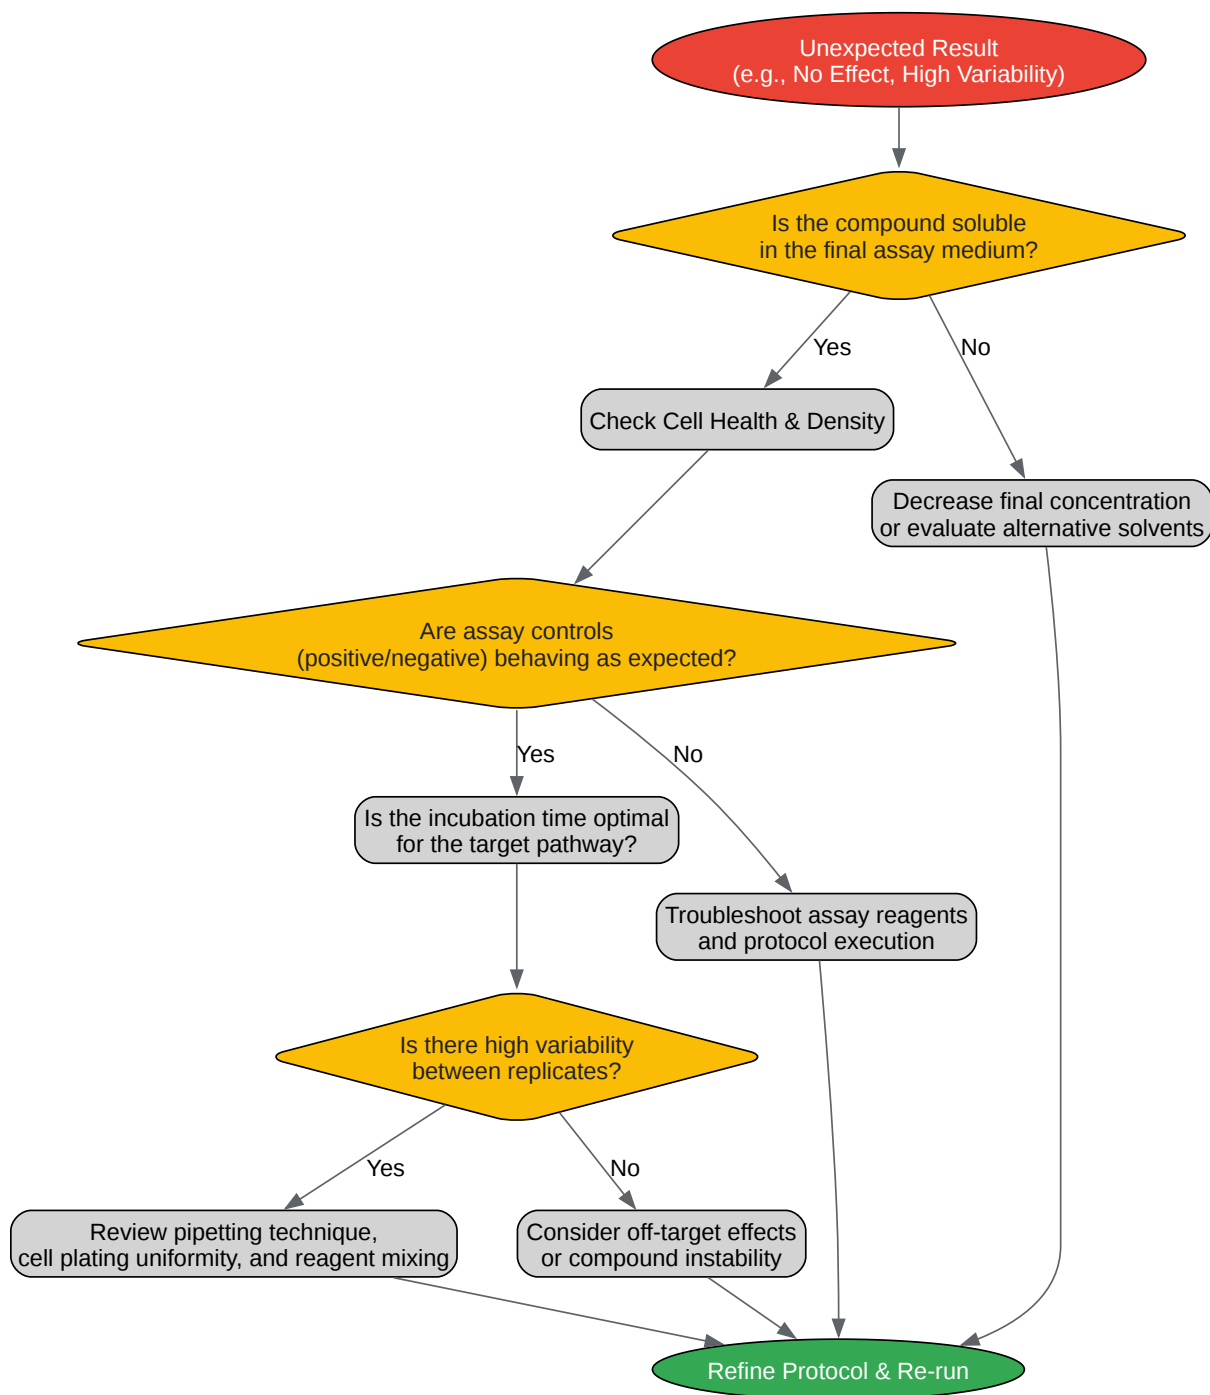 Unexpected Result
(e.g., No Effect, High Variability)
Is the compound soluble
in the final assay medium?
Yes
No
Check Cell Health & Density
Decrease final concentration
or evaluate alternative solvents
Are assay controls
(positive/negative) behaving as expected?
Yes
No
Is the incubation time optimal
for the target pathway?
Troubleshoot assay reagents
and protocol execution
Is there high variability
between replicates?
Yes
No
Review pipetting technique,
cell plating uniformity, and reagent mixing
Consider off-target effects
or compound instability
Refine Protocol & Re-run